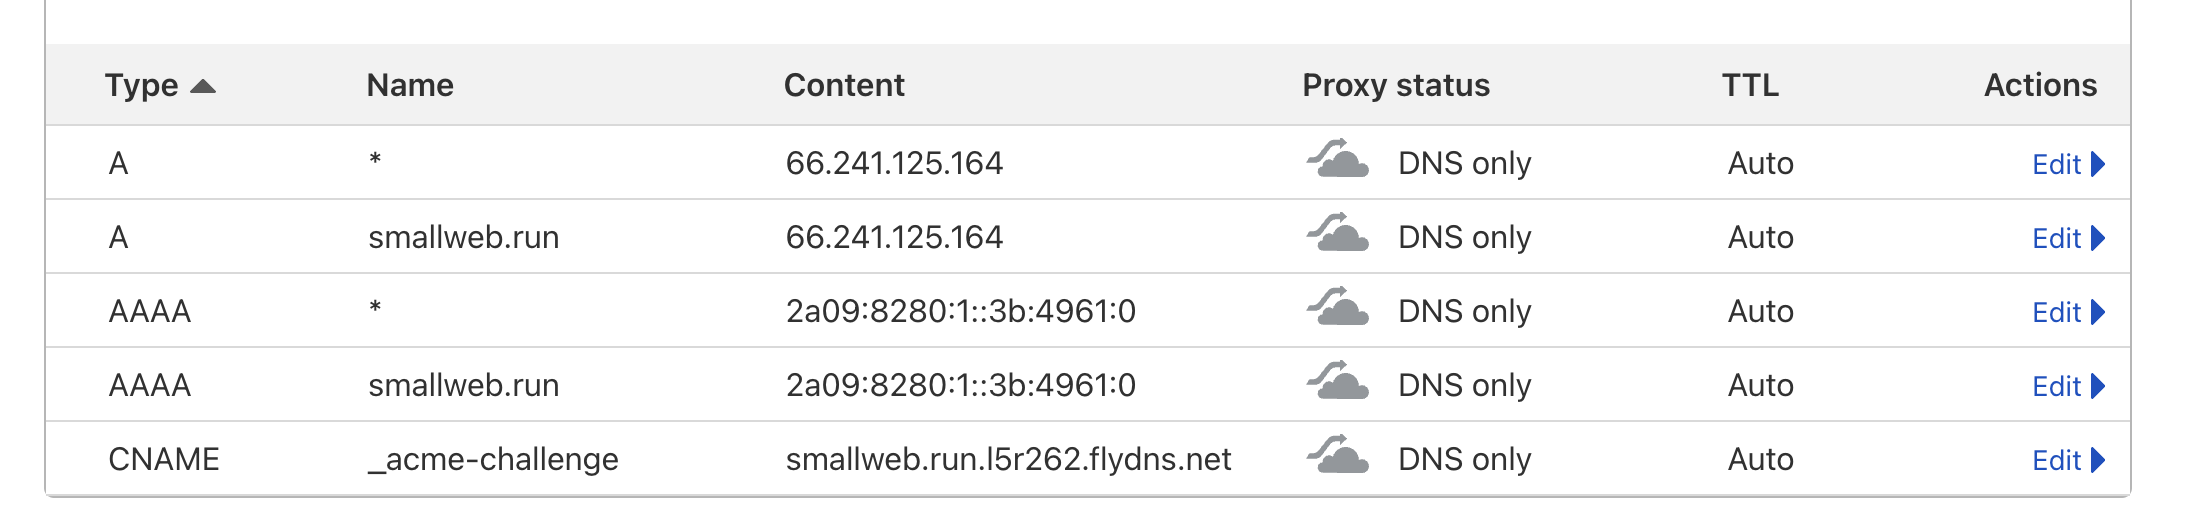 Type Name Content Proxy status TTL Actions
A * 66.241.125.164 DNS only Auto Edit
A smallweb.run 66.241.125.164 DNS only Auto Edit
AAAA * 2a09:8280:1::3b:4961:0 DNS only Auto Edit
AAAA smallweb.run 2a09:8280:1::3b:4961:0 DNS only Auto Edit
CNAME _acme-challenge smallweb.run.l5r262.flydns.net DNS only Auto Edit